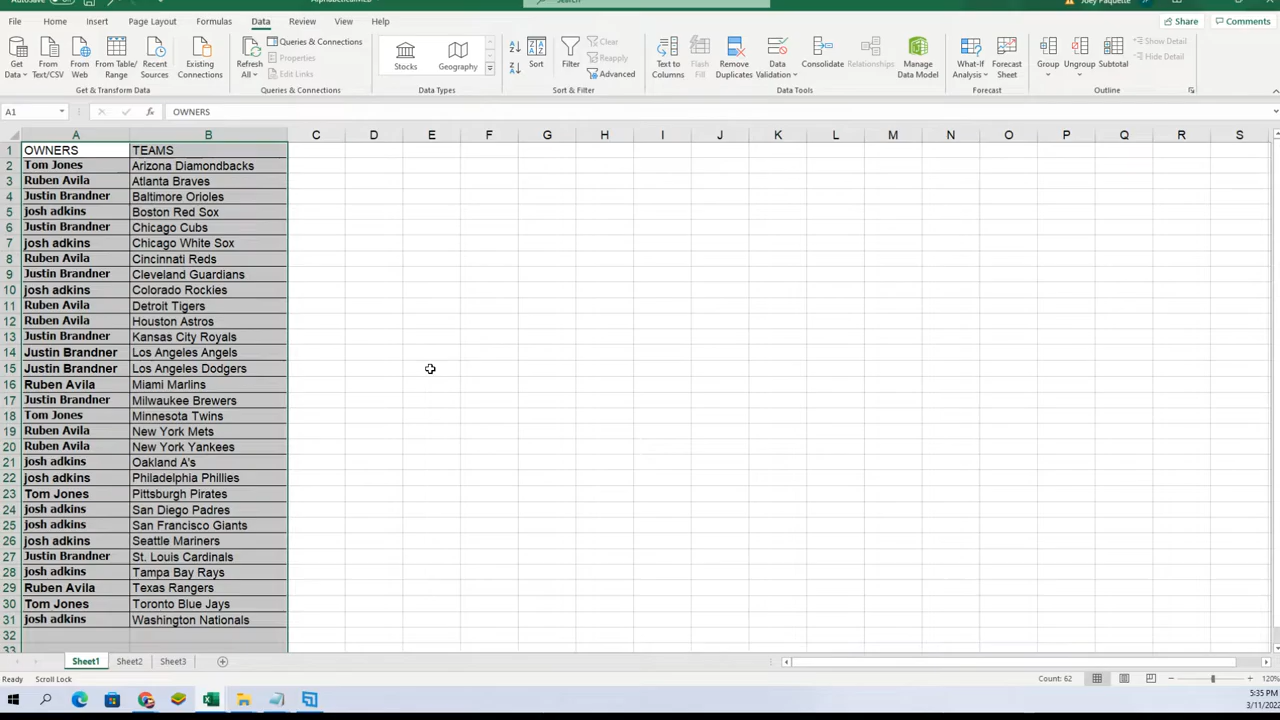 File Home Insert Page Layout Formulas Data Review View Help Share Comments
Get Data From Text/CSV From Web From Table/Range Recent Sources Existing Connections
Get & Transform Data
Refresh All Queries & Connections Properties Edit Links
Queries & Connections
Stocks Geography
Data Types
Sort Filter Clear Reapply Advanced
Sort & Filter
Text to Columns Flash Fill Remove Duplicates Data Validation Consolidate Relationships Manage Data Model
Data Tools
What-If Analysis Forecast Sheet
Forecast
Group Ungroup Subtotal Show Detail Hide Detail
Outline
A1 fx OWNERS
A B C D E F G H I J K L M N O P Q R S
1 OWNERS TEAMS
2 Tom Jones Arizona Diamondbacks
3 Ruben Avila Atlanta Braves
4 Justin Brandner Baltimore Orioles
5 josh adkins Boston Red Sox
6 Justin Brandner Chicago Cubs
7 josh adkins Chicago White Sox
8 Ruben Avila Cincinnati Reds
9 Justin Brandner Cleveland Guardians
10 josh adkins Colorado Rockies
11 Ruben Avila Detroit Tigers
12 Ruben Avila Houston Astros
13 Justin Brandner Kansas City Royals
14 Justin Brandner Los Angeles Angels
15 Justin Brandner Los Angeles Dodgers
16 Ruben Avila Miami Marlins
17 Justin Brandner Milwaukee Brewers
18 Tom Jones Minnesota Twins
19 Ruben Avila New York Mets
20 Ruben Avila New York Yankees
21 josh adkins Oakland A's
22 josh adkins Philadelphia Phillies
23 Tom Jones Pittsburgh Pirates
24 josh adkins San Diego Padres
25 josh adkins San Francisco Giants
26 josh adkins Seattle Mariners
27 Justin Brandner St. Louis Cardinals
28 josh adkins Tampa Bay Rays
29 Ruben Avila Texas Rangers
30 Tom Jones Toronto Blue Jays
31 josh adkins Washington Nationals
32
33
Sheet1 Sheet2 Sheet3
Ready Scroll Lock Count: 62 120%
5:35 PM